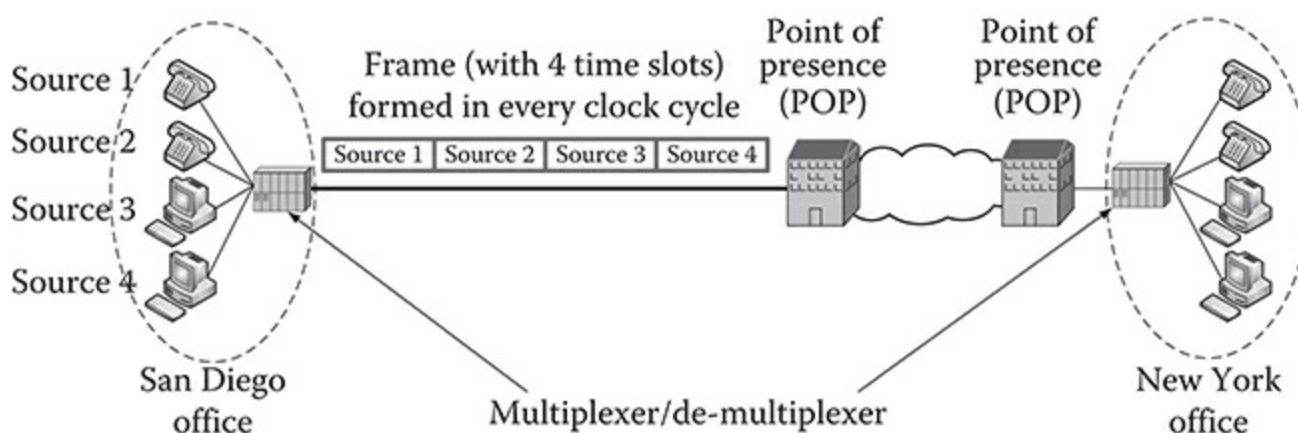 Source 1
Source 2
Source 3
Source 4
Frame (with 4 time slots)
formed in every clock cycle
Source 1 Source 2 Source 3 Source 4
Point of
presence
(POP)
Point of
presence
(POP)
San Diego
office
Multiplexer/de-multiplexer
New York
office